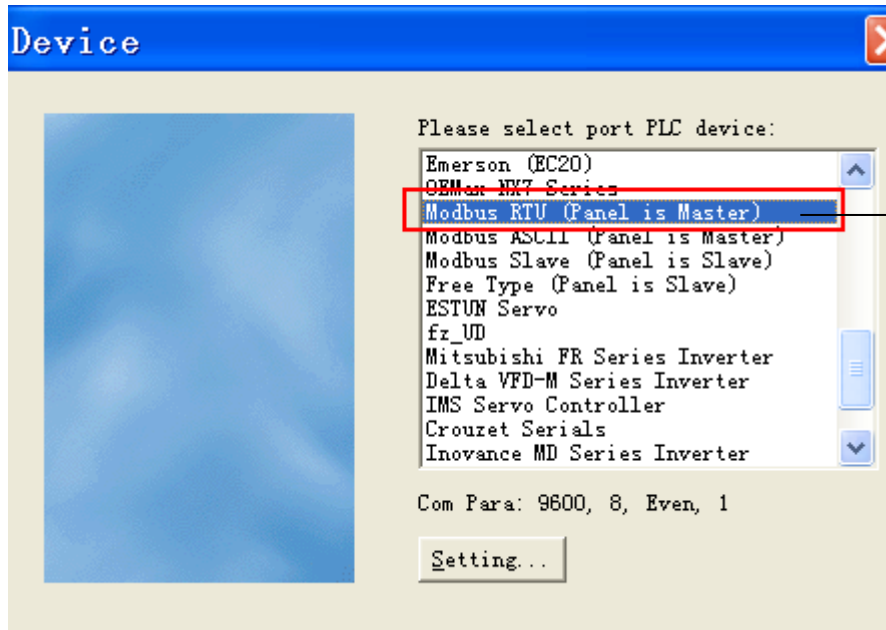 Device
Please select port PLC device:
Emerson (EC20)
OEMax NX7 Series
Modbus RTU (Panel is Master)
Modbus ASCII (Panel is Master)
Modbus Slave (Panel is Slave)
Free Type (Panel is Slave)
ESTUN Servo
fz_UD
Mitsubishi FR Series Inverter
Delta VFD-M Series Inverter
IMS Servo Controller
Crouzet Serials
Inovance MD Series Inverter
Com Para: 9600, 8, Even, 1
Setting...